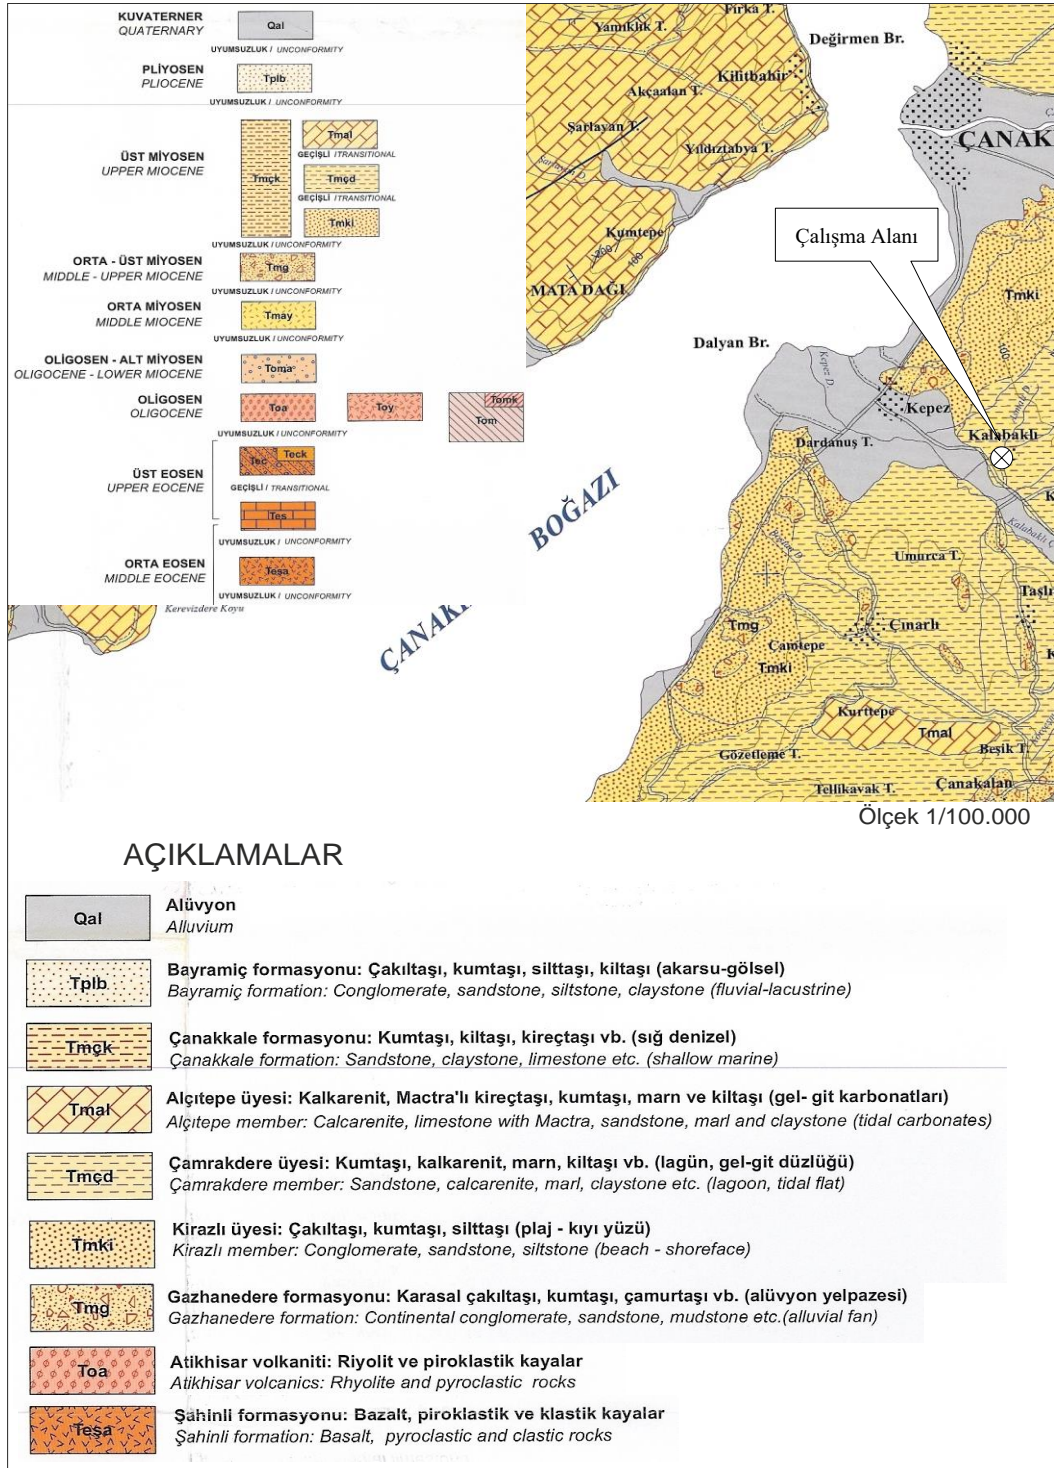 KUVATERNER
QUATERNARY
Qal
UYUMSUZLUK / UNCONFORMITY
PLİYOSEN
PLIOCENE
Tplb
UYUMSUZLUK / UNCONFORMITY
ÜST MİYOSEN
UPPER MIOCENE
Tmçk
Tmal
GEÇİŞLİ / TRANSITIONAL
Tmçd
GEÇİŞLİ / TRANSITIONAL
Tmki
UYUMSUZLUK / UNCONFORMITY
ORTA - ÜST MİYOSEN
MIDDLE - UPPER MIOCENE
Tmg
UYUMSUZLUK / UNCONFORMITY
ORTA MİYOSEN
MIDDLE MIOCENE
Tmay
UYUMSUZLUK / UNCONFORMITY
OLİGOSEN - ALT MİYOSEN
OLIGOCENE - LOWER MIOCENE
Toma
OLİGOSEN
OLIGOCENE
Toa
Toy
Tomk
Tom
UYUMSUZLUK / UNCONFORMITY
ÜST EOSEN
UPPER EOCENE
Tec
Teck
GEÇİŞLİ / TRANSITIONAL
Tes
UYUMSUZLUK / UNCONFORMITY
ORTA EOSEN
MIDDLE EOCENE
Teşa
UYUMSUZLUK / UNCONFORMITY
Kerevizdere Koyu
Fırka T.
Yanıklık T.
Değirmen Br.
Kilitbahir
Akçaalan T.
Şarlayan T.
Yıldıztabya T.
ÇANAK
Şarlayan D.
Çalışma Alanı
Kumtepe
200
100
MATA DAĞI
Tmki
100
Dalyan Br.
Kepez D.
Kepez
Kalabaklı
Dardanuş T.
BOĞAZI
Kalabaklı Ç
Umurca T.
Taşlı
ÇANAK
Tmg
Çınarlı
Çamtepe
Tmki
Kurttepe
Tmal
Gözetleme T.
Beşik T.
Tellikavak T.
Çanakalan
Ölçek 1/100.000
AÇIKLAMALAR
Qal
Alüvyon
Alluvium
Tplb
Bayramiç formasyonu: Çakıltaşı, kumtaşı, silttaşı, kiltaşı (akarsu-gölsel)
Bayramiç formation: Conglomerate, sandstone, siltstone, claystone (fluvial-lacustrine)
Tmçk
Çanakkale formasyonu: Kumtaşı, kiltaşı, kireçtaşı vb. (sığ denizel)
Çanakkale formation: Sandstone, claystone, limestone etc. (shallow marine)
Tmal
Alçıtepe üyesi: Kalkarenit, Mactra'lı kireçtaşı, kumtaşı, marn ve kiltaşı (gel- git karbonatları)
Alçıtepe member: Calcarenite, limestone with Mactra, sandstone, marl and claystone (tidal carbonates)
Tmçd
Çamrakdere üyesi: Kumtaşı, kalkarenit, marn, kiltaşı vb. (lagün, gel-git düzlüğü)
Çamrakdere member: Sandstone, calcarenite, marl, claystone etc. (lagoon, tidal flat)
Tmki
Kirazlı üyesi: Çakıltaşı, kumtaşı, silttaşı (plaj - kıyı yüzü)
Kirazlı member: Conglomerate, sandstone, siltstone (beach - shoreface)
Tmg
Gazhanedere formasyonu: Karasal çakıltaşı, kumtaşı, çamurtaşı vb. (alüvyon yelpazesi)
Gazhanedere formation: Continental conglomerate, sandstone, mudstone etc.(alluvial fan)
Toa
Atikhisar volkaniti: Riyolit ve piroklastik kayalar
Atikhisar volcanics: Rhyolite and pyroclastic rocks
Teşa
Şahinli formasyonu: Bazalt, piroklastik ve klastik kayalar
Şahinli formation: Basalt, pyroclastic and clastic rocks